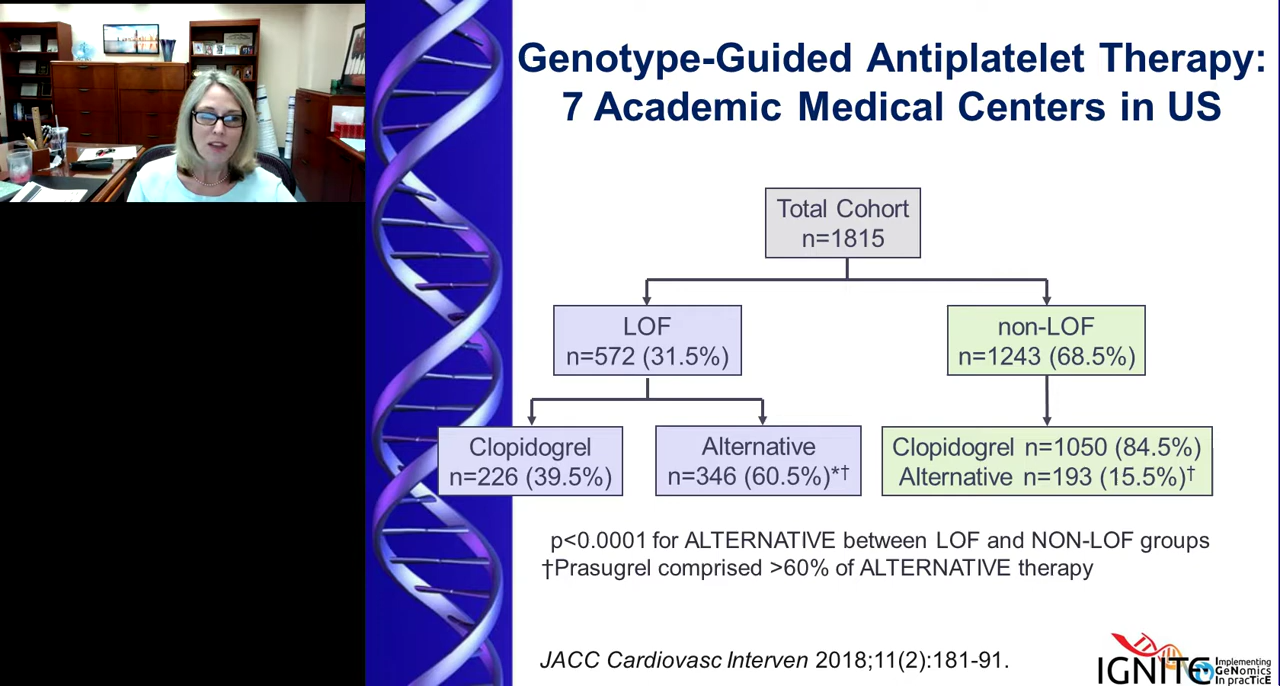 Genotype-Guided Antiplatelet Therapy:
7 Academic Medical Centers in US
Total Cohort
n=1815
LOF
n=572 (31.5%)
non-LOF
n=1243 (68.5%)
Clopidogrel
n=226 (39.5%)
Alternative
n=346 (60.5%)*†
Clopidogrel n=1050 (84.5%)
Alternative n=193 (15.5%)†
p<0.0001 for ALTERNATIVE between LOF and NON-LOF groups
†Prasugrel comprised >60% of ALTERNATIVE therapy
JACC Cardiovasc Interven 2018;11(2):181-91.
IGNITE
Implementing
GeNomics
In pracTicE